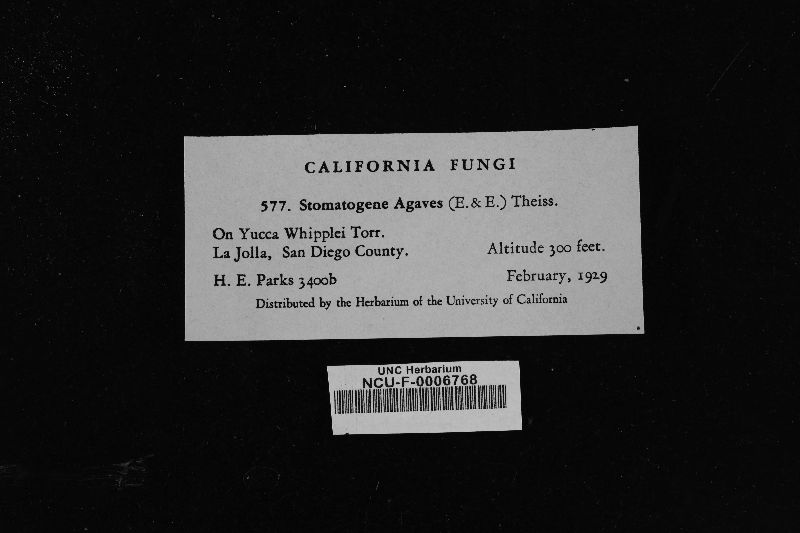 CALIFORNIA FUNGI
577. Stomatogene Agaves (E. & E.) Theiss.
On Yucca Whipplei Torr.
La Jolla, San Diego County. Altitude 300 feet.
H. E. Parks 3400b February, 1929
Distributed by the Herbarium of the University of California
UNC Herbarium
NCU-F-0006768